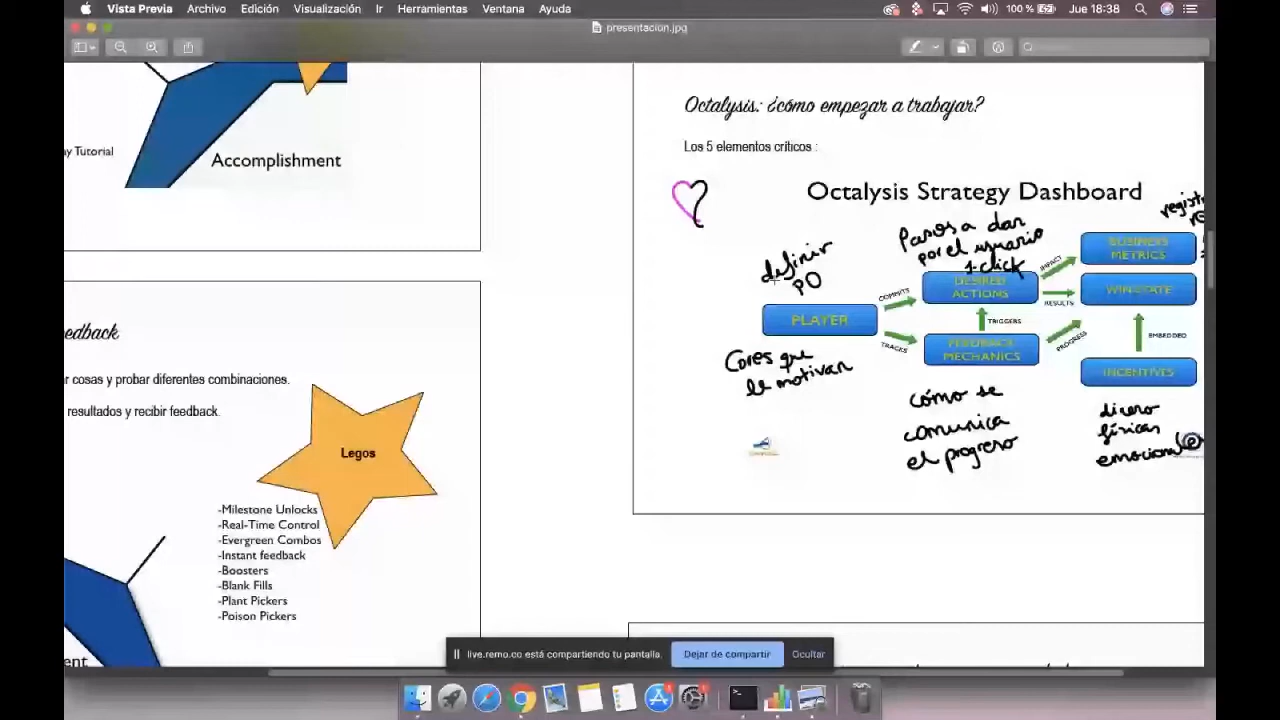 Vista Previa Archivo Edición Visualización Ir Herramientas Ventana Ayuda
100 % Jue 18:38
presentacion.jpg
Accomplishment
Tutorial
Octalysis: ¿cómo empezar a trabajar?
Los 5 elementos críticos :
Octalysis Strategy Dashboard
definir
PO
PLAYER
Cores que
le motivan
COMMITS
TRACKS
Pasos a dar
por el usuario
1-click
DESIRED
ACTIONS
TRIGGERS
FEEDBACK
MECHANICS
cómo se
comunica
el progreso
IMPACT
RESULTS
PROGRESS
BUSINESS
METRICS
WIN-STATE
EMBEDDED
INCENTIVES
dinero
físicas
cosas y probar diferentes combinaciones.
resultados y recibir feedback.
Legos
-Milestone Unlocks
-Real-Time Control
-Evergreen Combos
-Instant feedback
-Boosters
-Blank Fills
-Plant Pickers
-Poison Pickers
live.remo.co está compartiendo tu pantalla.
Dejar de compartir
Ocultar